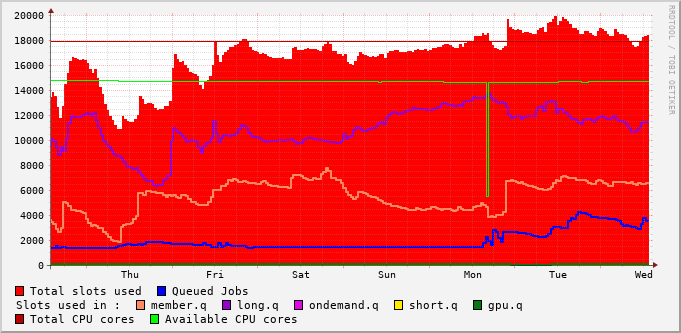 20000
18000
16000
14000
12000
10000
8000
6000
4000
2000
0
Thu Fri Sat Sun Mon Tue Wed
RRDTOOL / TOBI OETIKER
Total slots used Queued Jobs
Slots used in : member.q long.q ondemand.q short.q gpu.q
Total CPU cores Available CPU cores